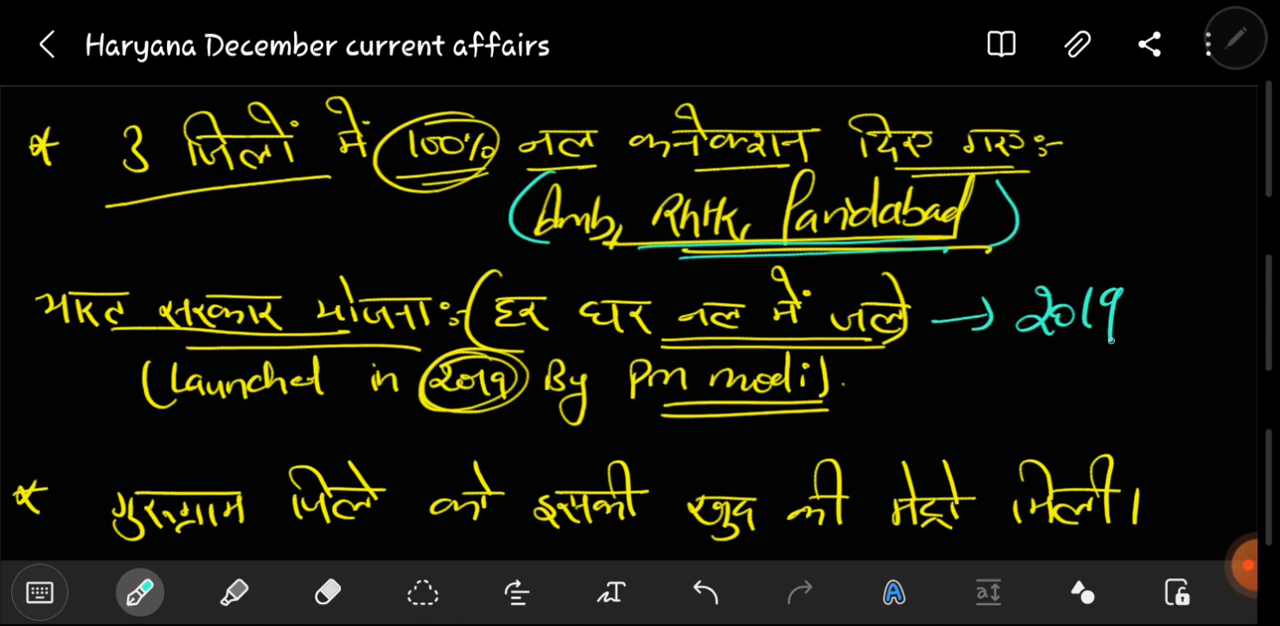 Haryana December current affairs
* 3 जिलों में 100% नल कनेक्शन दिए गए:-
(Amb, Rhtk, Faridabad)
भारत सरकार योजना:- (हर घर नल में जल) → 2019
(Launched in 2019 By Pm modi).
* गुरुग्राम जिले को इसकी खुद की मेट्रो मिली।